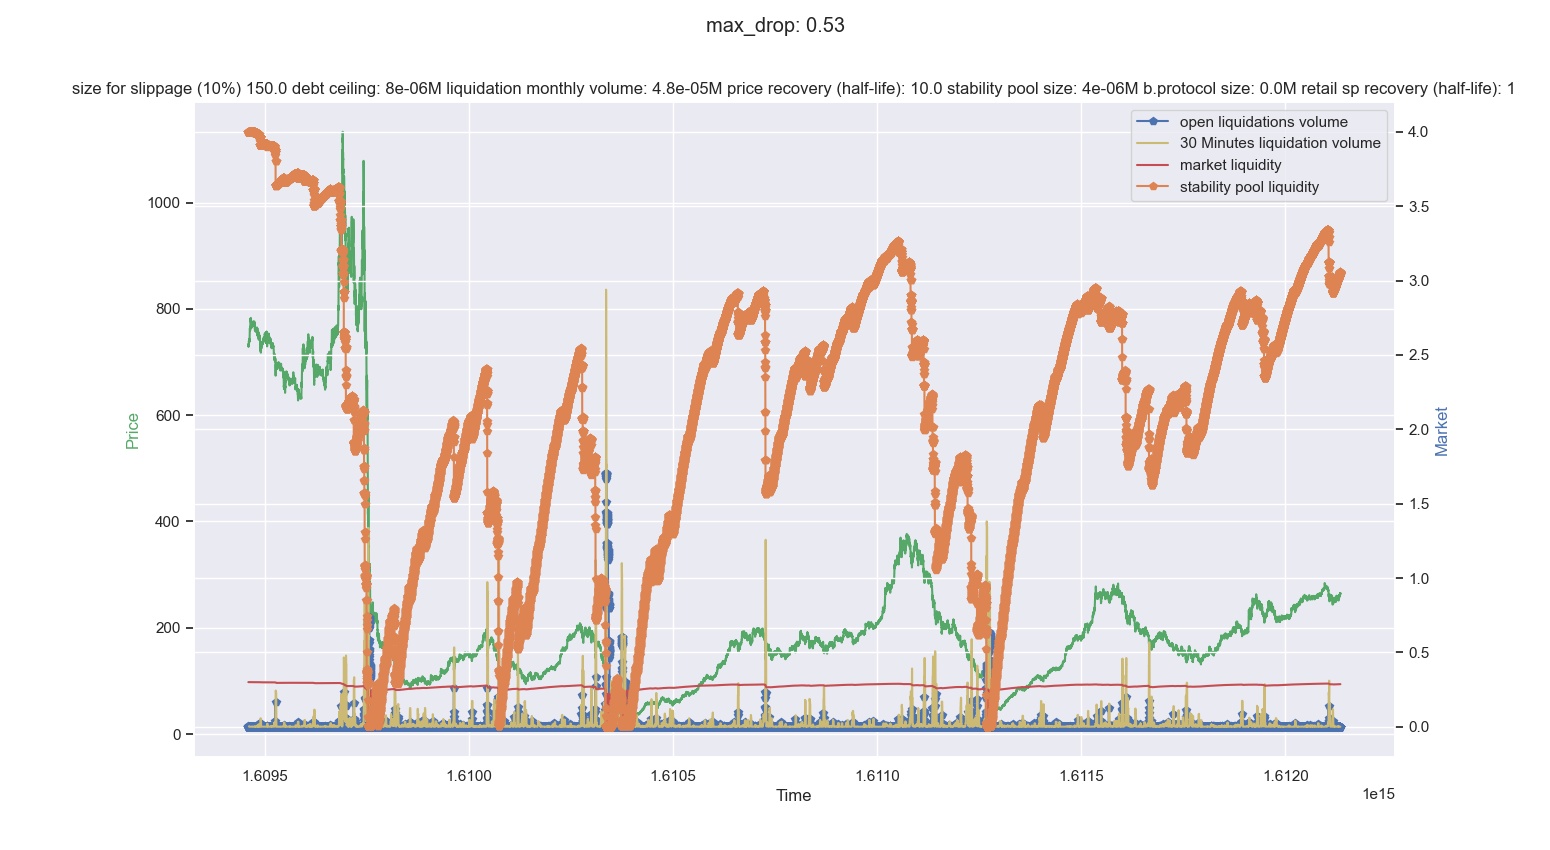 max_drop: 0.53
size for slippage (10%) 150.0 debt ceiling: 8e-06M liquidation monthly volume: 4.8e-05M price recovery (half-life): 10.0 stability pool size: 4e-06M b.protocol size: 0.0M retail sp recovery (half-life): 1
open liquidations volume
30 Minutes liquidation volume
market liquidity
stability pool liquidity
1000
800
600
400
200
0
Price
4.0
3.5
3.0
2.5
2.0
1.5
1.0
0.5
0.0
Market
1.6095 1.6100 1.6105 1.6110 1.6115 1.6120
1e15
Time